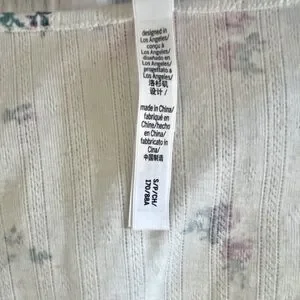 designed in
Los Angeles/
conçu à
Los Angeles/
diseñado en
Los Angeles/
progettato a
Los Angeles/
洛杉矶
设计 /
made in China/
fabriqué en
Chine/hecho
en China/
fabbricato in
Cina/
中国制造
S/P/CH/
170/88A